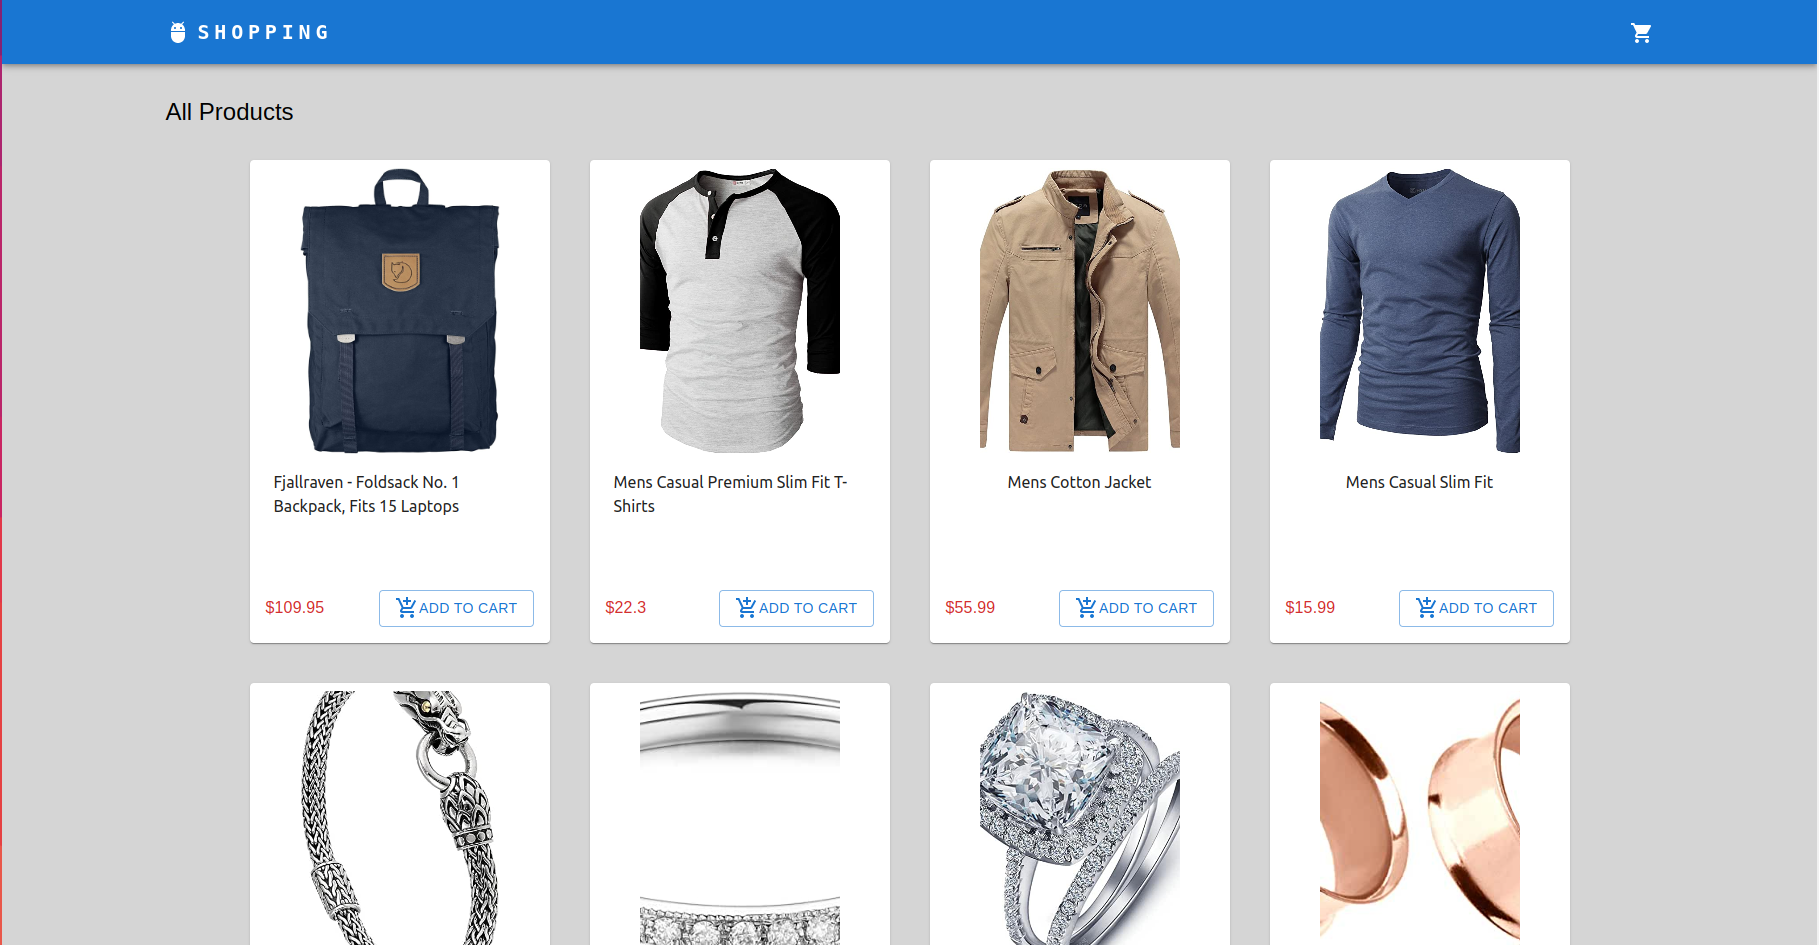 SHOPPING
All Products
Fjallraven - Foldsack No. 1
Backpack, Fits 15 Laptops
$109.95
ADD TO CART
Mens Casual Premium Slim Fit T-
Shirts
$22.3
ADD TO CART
Mens Cotton Jacket
$55.99
ADD TO CART
Mens Casual Slim Fit
$15.99
ADD TO CART